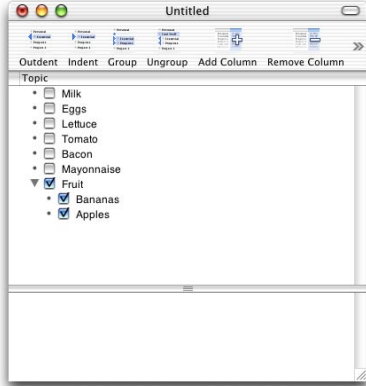 Untitled
Outdent Indent Group Ungroup Add Column Remove Column
Topic
Milk
Eggs
Lettuce
Tomato
Bacon
Mayonnaise
Fruit
Bananas
Apples